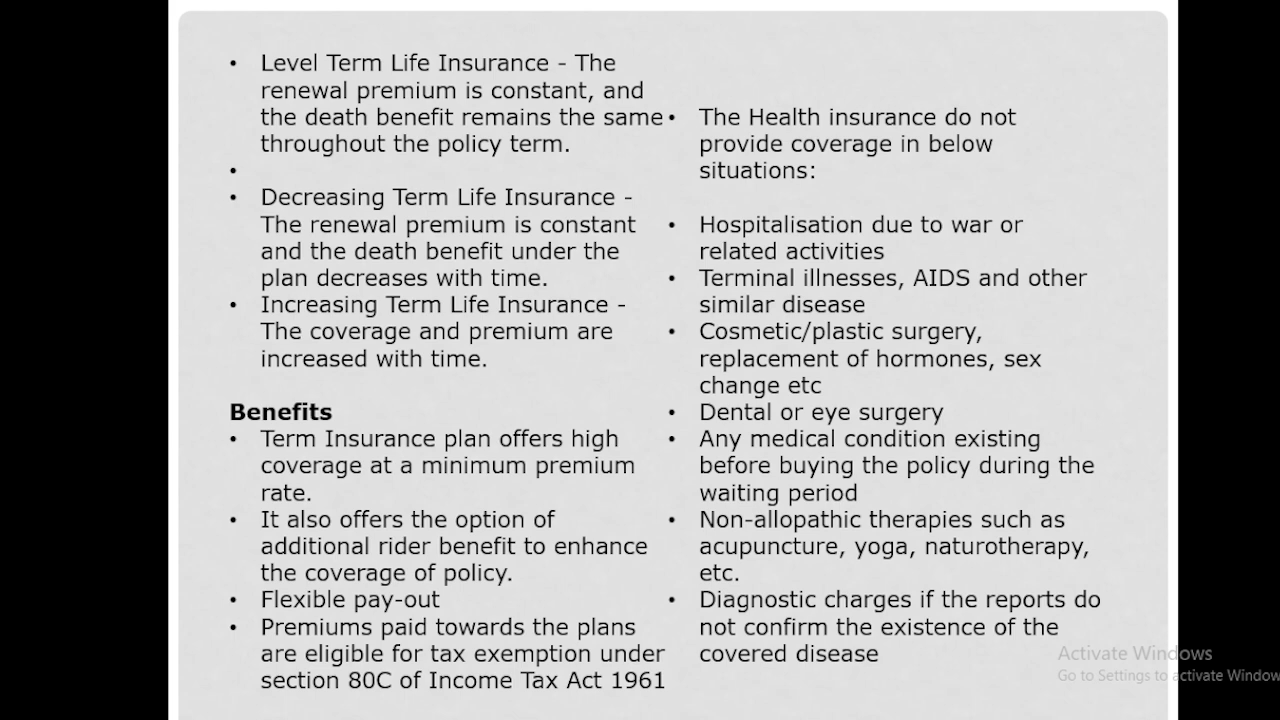 • Level Term Life Insurance - The
renewal premium is constant, and
the death benefit remains the same
throughout the policy term.
•
• Decreasing Term Life Insurance -
The renewal premium is constant
and the death benefit under the
plan decreases with time.
• Increasing Term Life Insurance -
The coverage and premium are
increased with time.
Benefits
• Term Insurance plan offers high
coverage at a minimum premium
rate.
• It also offers the option of
additional rider benefit to enhance
the coverage of policy.
• Flexible pay-out
• Premiums paid towards the plans
are eligible for tax exemption under
section 80C of Income Tax Act 1961
• The Health insurance do not
provide coverage in below
situations:
• Hospitalisation due to war or
related activities
• Terminal illnesses, AIDS and other
similar disease
• Cosmetic/plastic surgery,
replacement of hormones, sex
change etc
• Dental or eye surgery
• Any medical condition existing
before buying the policy during the
waiting period
• Non-allopathic therapies such as
acupuncture, yoga, naturotherapy,
etc.
• Diagnostic charges if the reports do
not confirm the existence of the
covered disease
Activate Windows
Go to Settings to activate Window